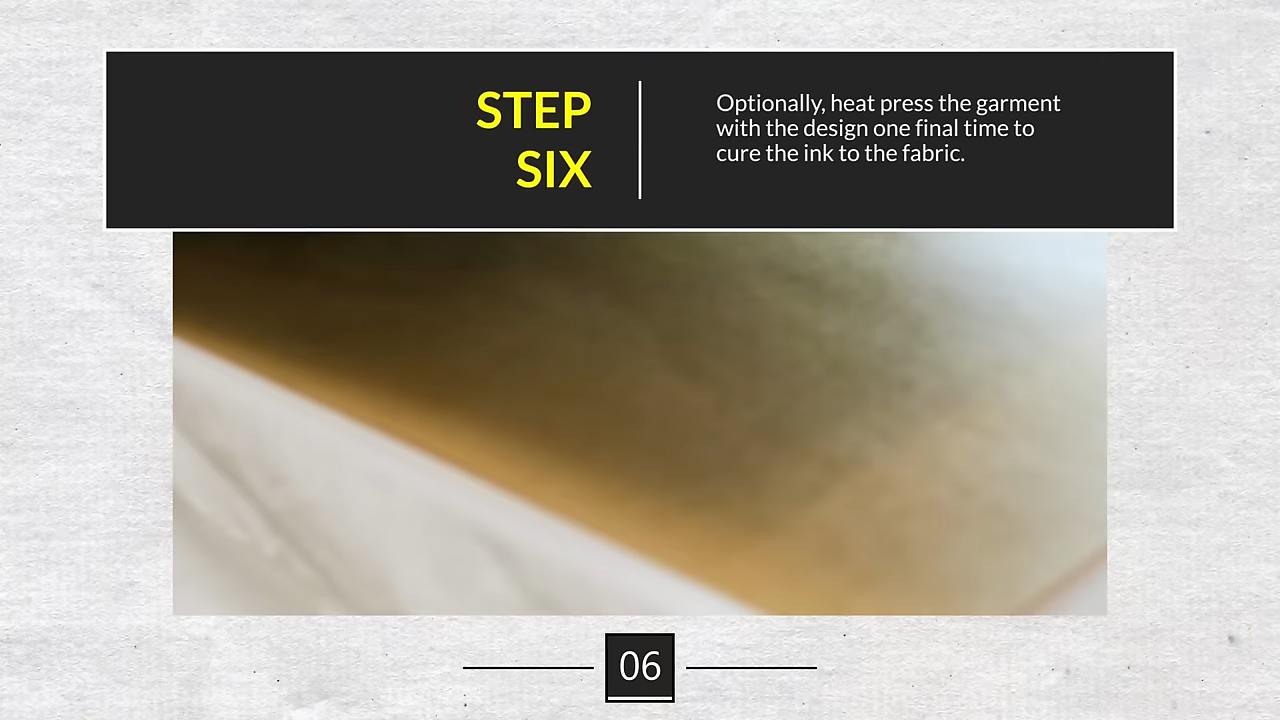 STEP
SIX
Optionally, heat press the garment
with the design one final time to
cure the ink to the fabric.
06